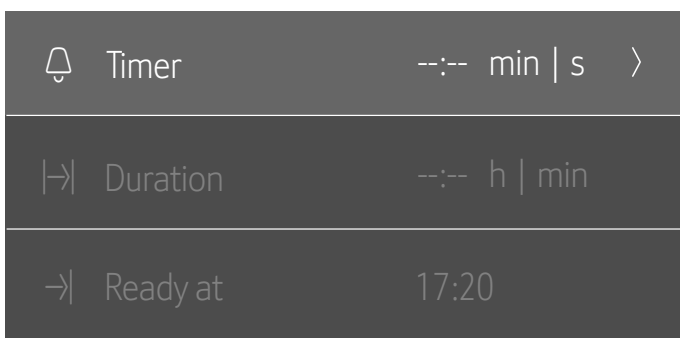 Timer --:-- min | s
Duration --:-- h | min
Ready at 17:20